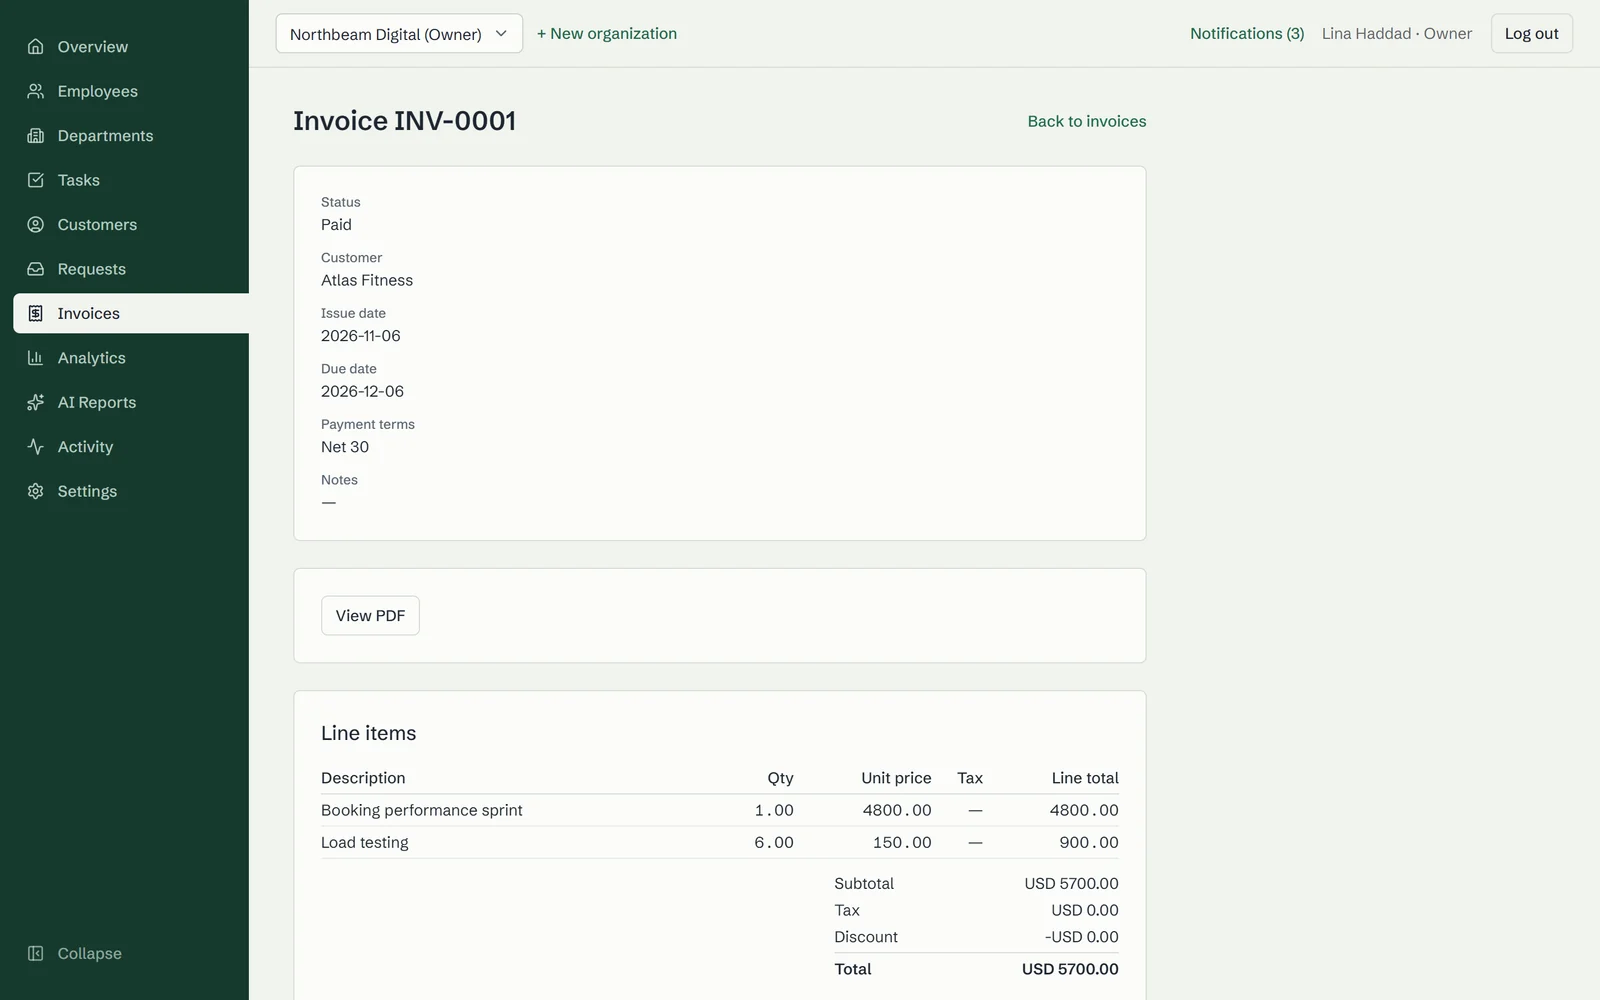 Overview
Employees
Departments
Tasks
Customers
Requests
Invoices
Analytics
AI Reports
Activity
Settings
Collapse
Northbeam Digital (Owner)
+ New organization
Notifications (3)
Lina Haddad · Owner
Log out
Invoice INV-0001
Back to invoices
Status
Paid
Customer
Atlas Fitness
Issue date
2026-11-06
Due date
2026-12-06
Payment terms
Net 30
Notes
—
View PDF
Line items
Description Qty Unit price Tax Line total
Booking performance sprint 1.00 4800.00 — 4800.00
Load testing 6.00 150.00 — 900.00
Subtotal USD 5700.00
Tax USD 0.00
Discount -USD 0.00
Total USD 5700.00